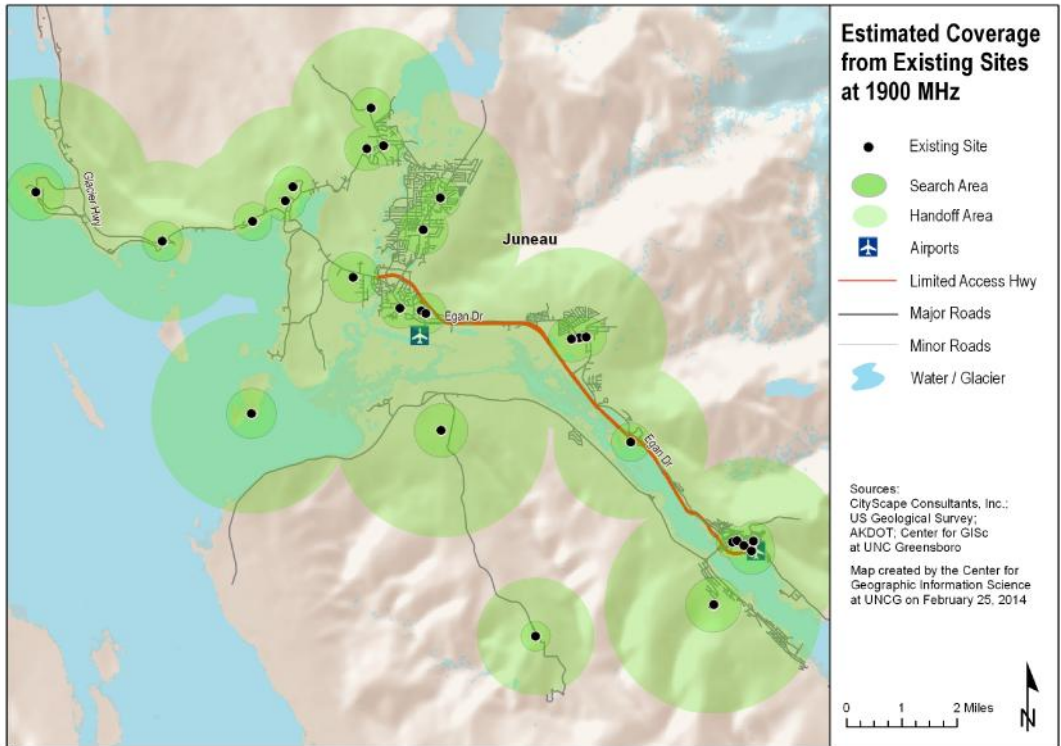 Estimated Coverage
from Existing Sites
at 1900 MHz
Existing Site
Search Area
Handoff Area
Airports
Limited Access Hwy
Major Roads
Minor Roads
Water / Glacier
Sources:
CityScape Consultants, Inc.;
US Geological Survey;
AKDOT; Center for GISc
at UNC Greensboro
Map created by the Center for
Geographic Information Science
at UNCG on February 25, 2014
0 1 2 Miles
N
Glacier Hwy
Juneau
Egan Dr
Egan Dr